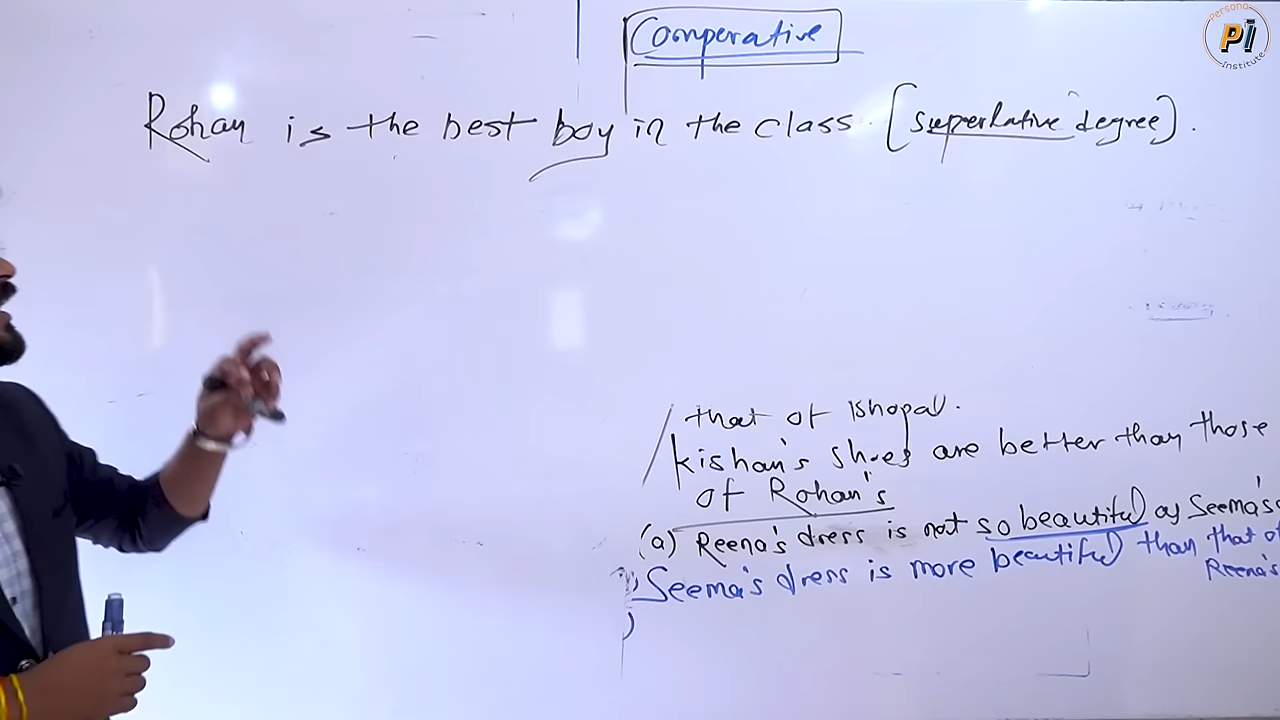 Persona
PI
Institute
Comperative
Rohan is the best boy in the class. [superlative degree].
that of Bhopal.
Kishan's shoes are better than those
of Rohan's
(a) Reena's dress is not so beautiful as Seema's
Seema's dress is more beautiful than that of
Reena's